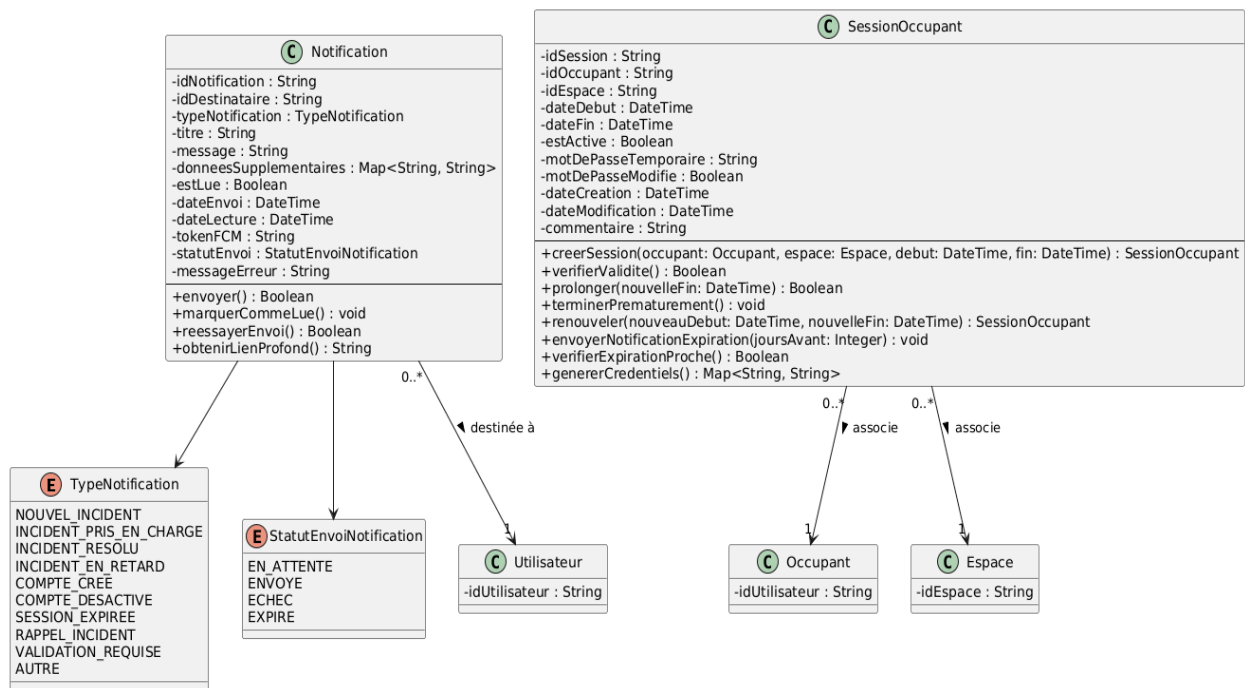 C Notification
-idNotification : String
-idDestinataire : String
-typeNotification : TypeNotification
-titre : String
-message : String
-donneesSupplementaires : Map<String, String>
-estLue : Boolean
-dateEnvoi : DateTime
-dateLecture : DateTime
-tokenFCM : String
-statutEnvoi : StatutEnvoiNotification
-messageErreur : String
+envoyer() : Boolean
+marquerCommeLue() : void
+reessayerEnvoi() : Boolean
+obtenirLienProfond() : String
C SessionOccupant
-idSession : String
-idOccupant : String
-idEspace : String
-dateDebut : DateTime
-dateFin : DateTime
-estActive : Boolean
-motDePasseTemporaire : String
-motDePasseModifie : Boolean
-dateCreation : DateTime
-dateModification : DateTime
-commentaire : String
+creerSession(occupant: Occupant, espace: Espace, debut: DateTime, fin: DateTime) : SessionOccupant
+verifierValidite() : Boolean
+prolonger(nouvelleFin: DateTime) : Boolean
+terminerPrematurement() : void
+renouveler(nouveauDebut: DateTime, nouvelleFin: DateTime) : SessionOccupant
+envoyerNotificationExpiration(joursAvant: Integer) : void
+verifierExpirationProche() : Boolean
+genererCredentiels() : Map<String, String>
0..*
destinée à
1
0..*
associe
1
0..*
associe
1
E TypeNotification
NOUVEL_INCIDENT
INCIDENT_PRIS_EN_CHARGE
INCIDENT_RESOLU
INCIDENT_EN_RETARD
COMPTE_CREE
COMPTE_DESACTIVE
SESSION_EXPIREE
RAPPEL_INCIDENT
VALIDATION_REQUISE
AUTRE
E StatutEnvoiNotification
EN_ATTENTE
ENVOYE
ECHEC
EXPIRE
C Utilisateur
-idUtilisateur : String
C Occupant
-idUtilisateur : String
C Espace
-idEspace : String